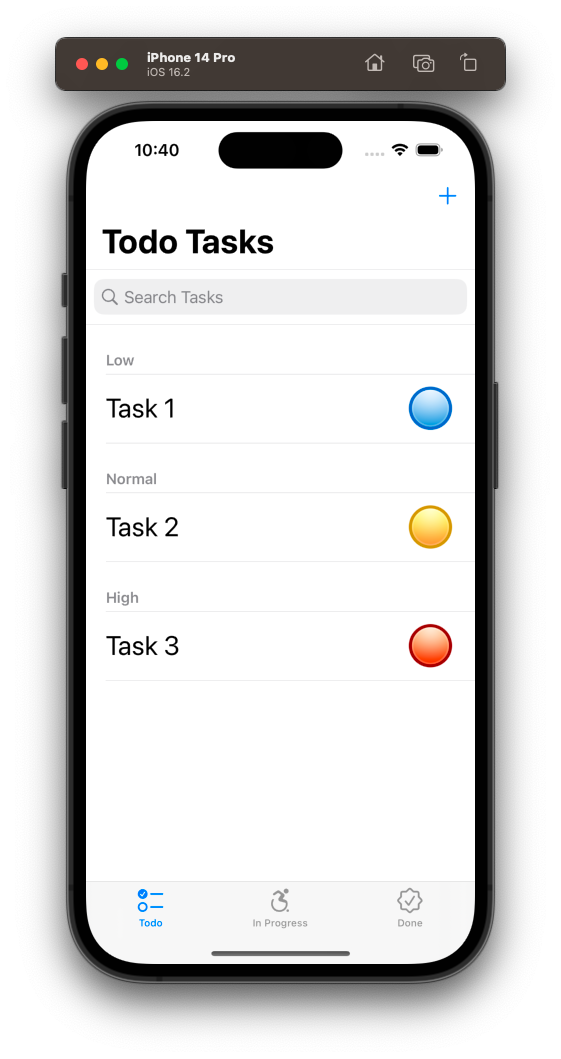 iPhone 14 Pro
iOS 16.2
10:40
Todo Tasks
Search Tasks
Low
Task 1
Normal
Task 2
High
Task 3
Todo
In Progress
Done